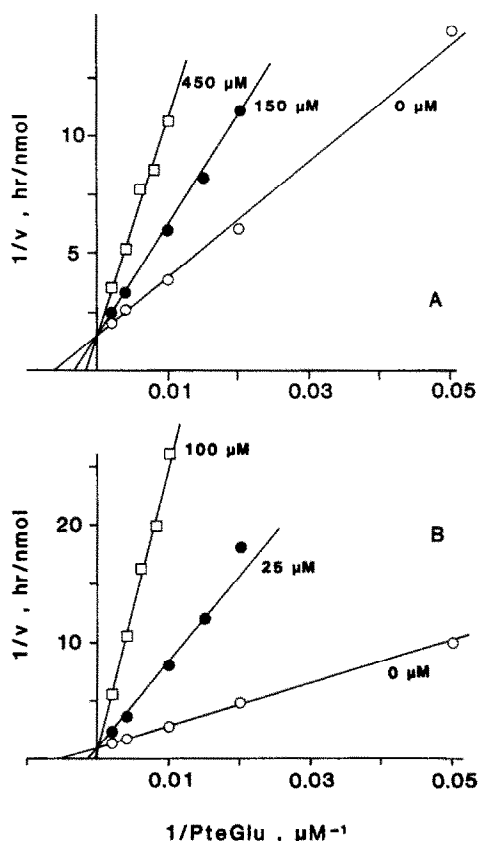 450 µM
150 µM
0 µM
10
5
1/v , hr/nmol
A
0.01
0.03
0.05
100 µM
20
B
25 µM
10
0 µM
1/v , hr/nmol
0.01
0.03
0.05
1/PteGlu , µM⁻¹